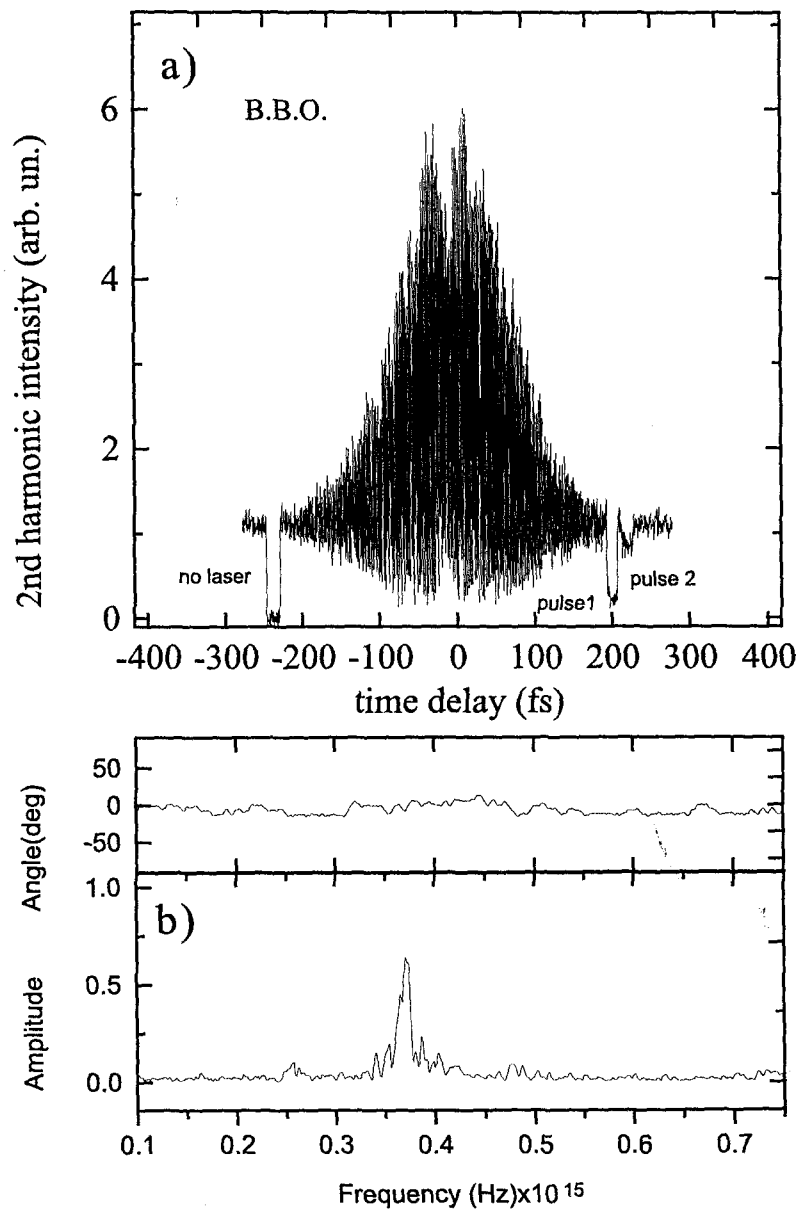 a)
B.B.O.
2nd harmonic intensity (arb. un.)
6
4
2
0
no laser
pulse1
pulse 2
-400 -300 -200 -100 0 100 200 300 400
time delay (fs)
Angle(deg)
50
0
-50
b)
Amplitude
1.0
0.5
0.0
0.1 0.2 0.3 0.4 0.5 0.6 0.7
Frequency (Hz)x10 15